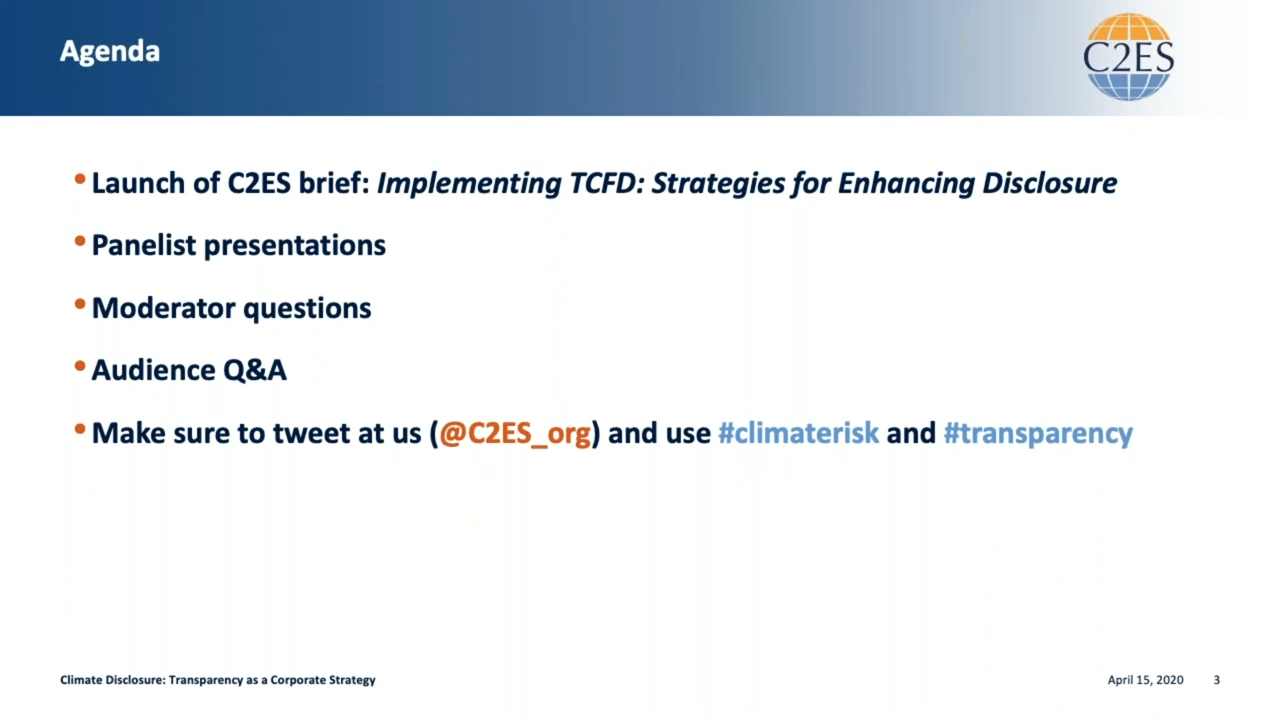 Agenda
C2ES
• Launch of C2ES brief: Implementing TCFD: Strategies for Enhancing Disclosure
• Panelist presentations
• Moderator questions
• Audience Q&A
• Make sure to tweet at us (@C2ES_org) and use #climaterisk and #transparency
Climate Disclosure: Transparency as a Corporate Strategy
April 15, 2020 3